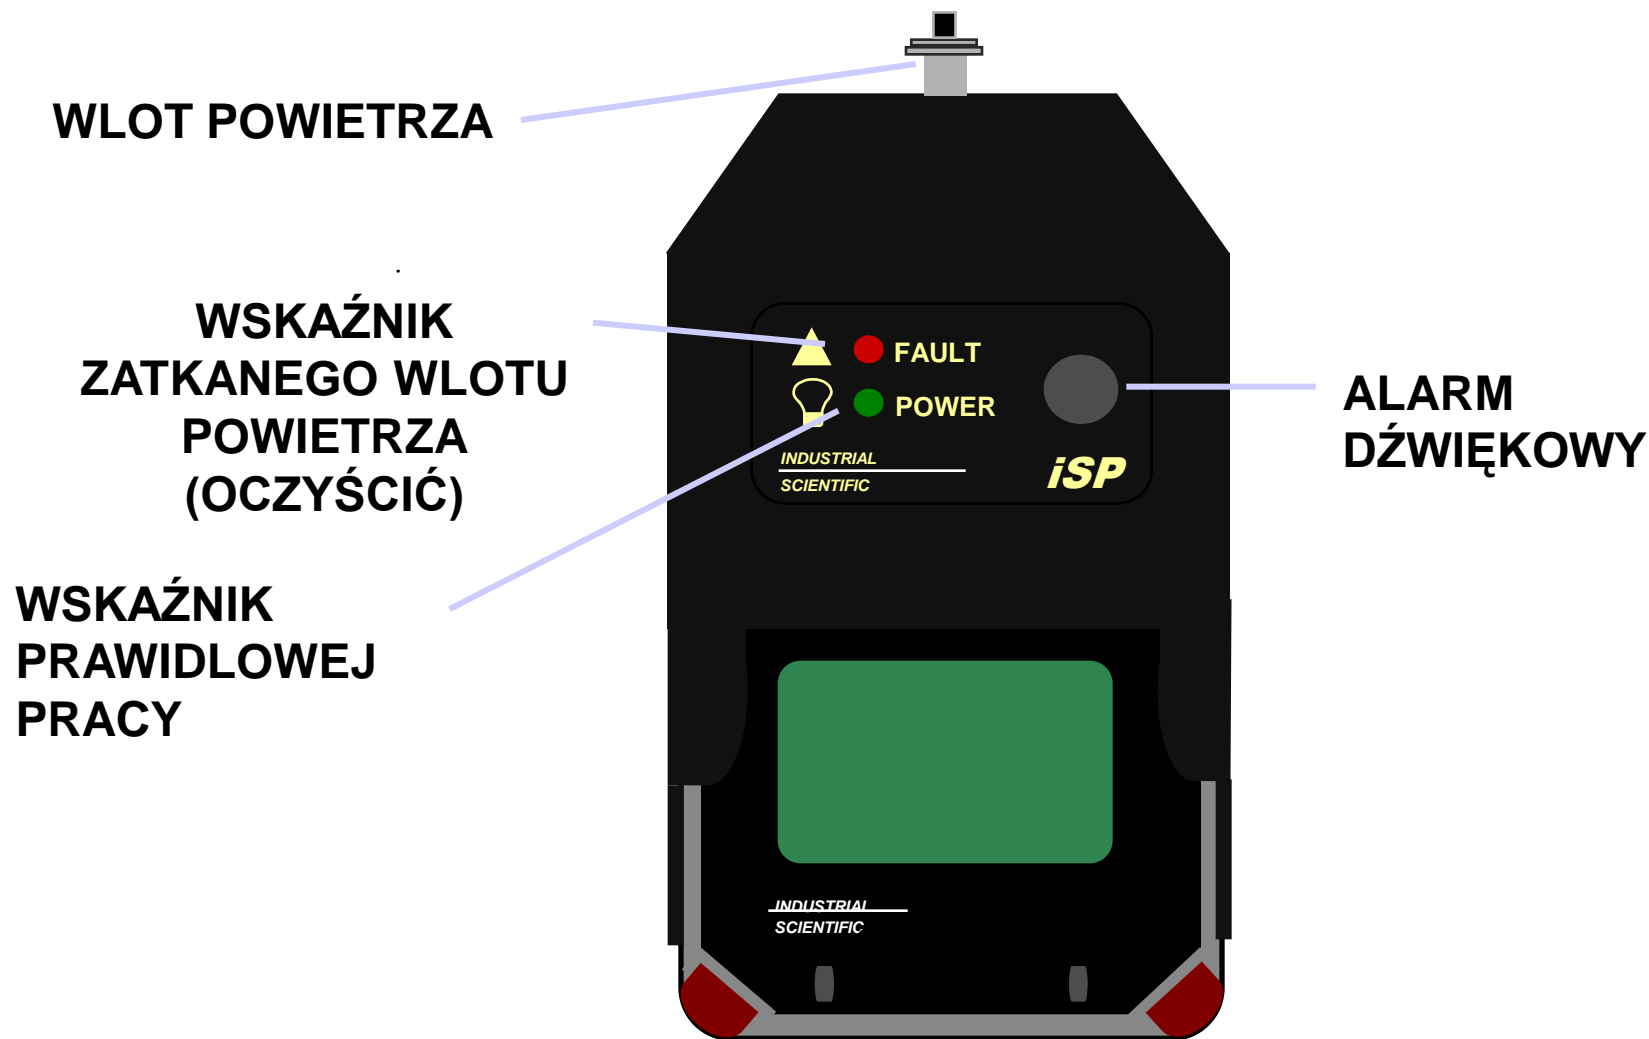 WLOT POWIETRZA
WSKAŹNIK
ZATKANEGO WLOTU
POWIETRZA
(OCZYŚCIĆ)
WSKAŹNIK
PRAWIDLOWEJ
PRACY
FAULT
POWER
INDUSTRIAL
SCIENTIFIC
iSP
ALARM
DŹWIĘKOWY
INDUSTRIAL
SCIENTIFIC